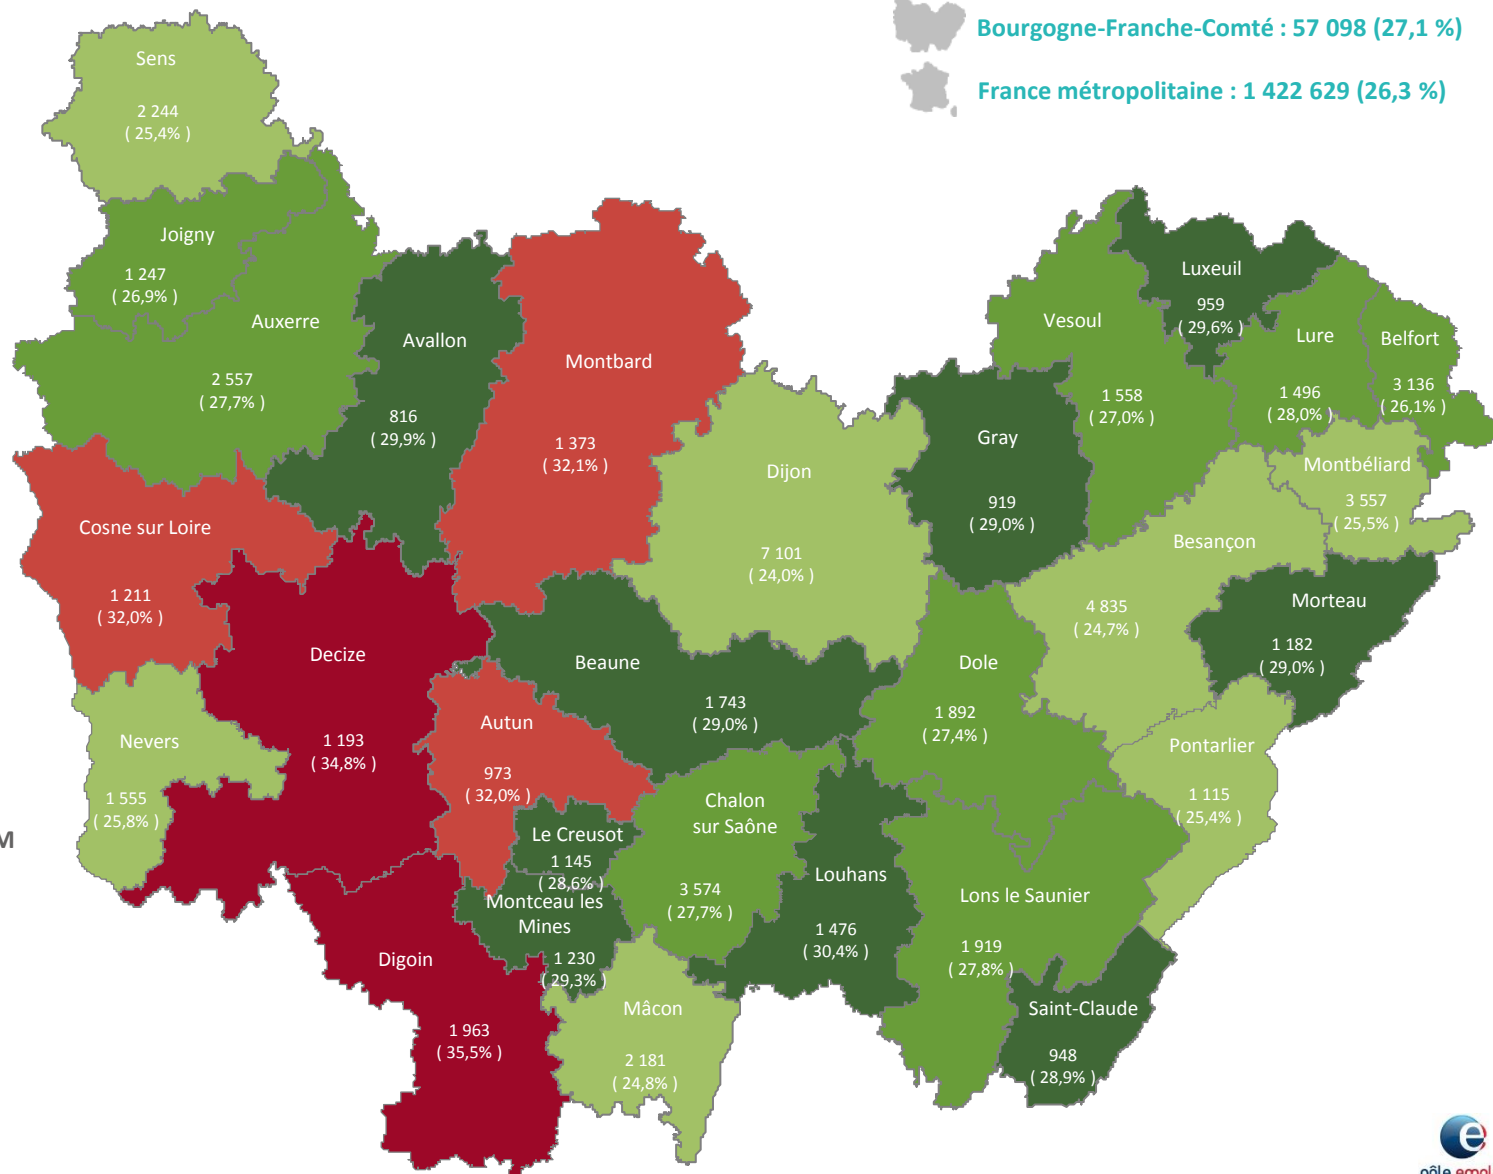 Bourgogne-Franche-Comté : 57 098 (27,1 %)
France métropolitaine : 1 422 629 (26,3 %)
Sens
2 244
( 25,4% )
Joigny
1 247
(26,9% )
Auxerre
2 557
(27,7% )
Avallon
816
( 29,9% )
Montbard
1 373
( 32,1% )
Dijon
7 101
( 24,0% )
Gray
919
( 29,0% )
Vesoul
1 558
( 27,0% )
Luxeuil
959
( 29,6% )
Lure
1 496
( 28,0% )
Belfort
3 136
( 26,1% )
Montbéliard
3 557
( 25,5% )
Besançon
4 835
( 24,7% )
Morteau
1 182
( 29,0% )
Cosne sur Loire
1 211
( 32,0% )
Decize
1 193
( 34,8% )
Nevers
1 555
( 25,8% )
Beaune
1 743
( 29,0% )
Dole
1 892
( 27,4% )
Pontarlier
1 115
( 25,4% )
Autun
973
( 32,0% )
Le Creusot
1 145
( 28,6% )
Chalon
sur Saône
3 574
( 27,7% )
Louhans
1 476
( 30,4% )
Lons le Saunier
1 919
( 27,8% )
Montceau les
Mines
1 230
( 29,3% )
Digoin
1 963
( 35,5% )
Mâcon
2 181
( 24,8% )
Saint-Claude
948
( 28,9% )
M